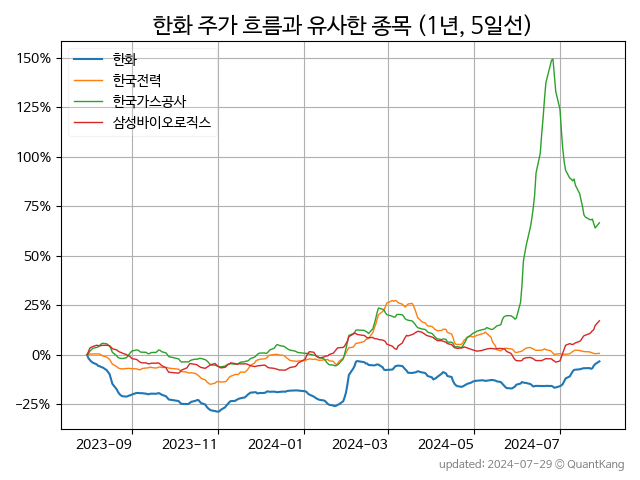 한화 주가 흐름과 유사한 종목 (1년, 5일선)
한화
한국전력
한국가스공사
삼성바이오로직스
150%
125%
100%
75%
50%
25%
0%
−25%
2023-09 2023-11 2024-01 2024-03 2024-05 2024-07
updated: 2024-07-29 © QuantKang